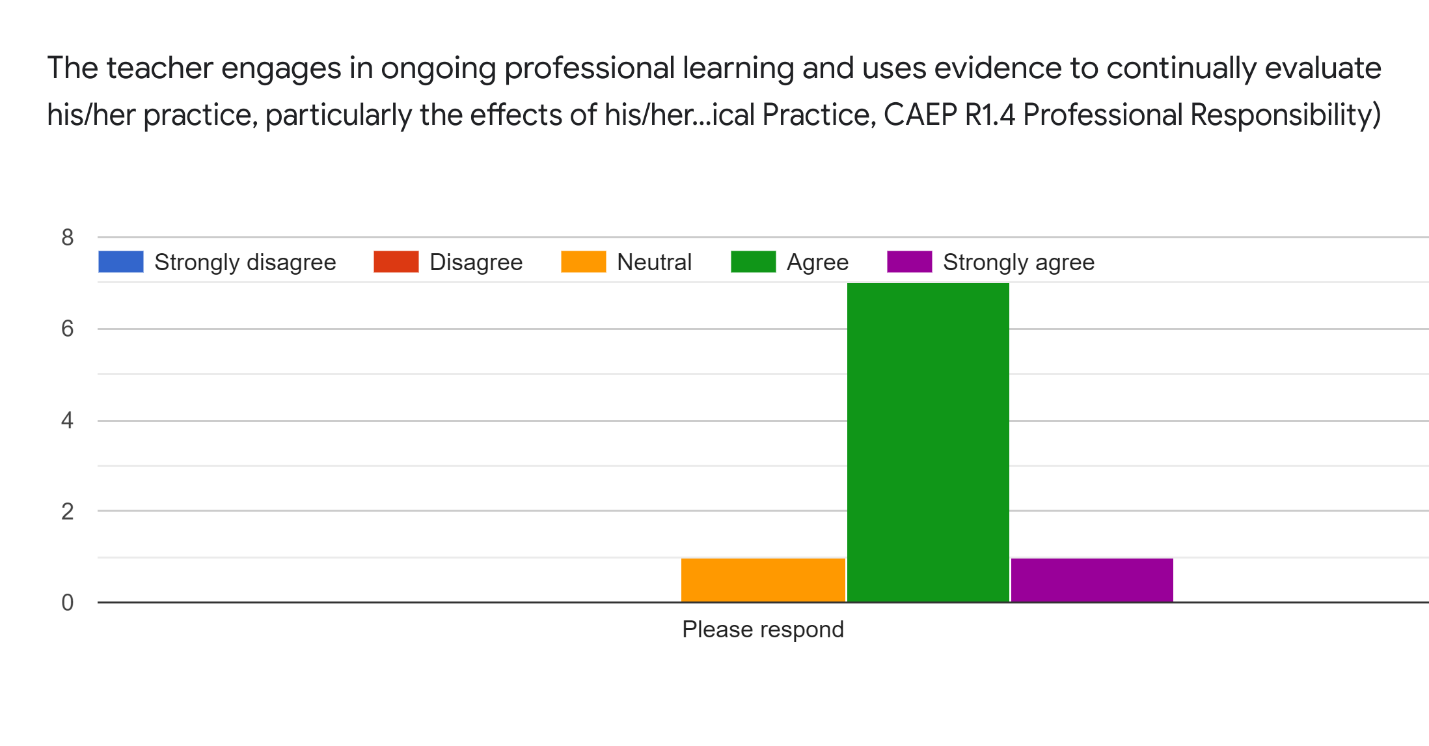 The teacher engages in ongoing professional learning and uses evidence to continually evaluate
his/her practice, particularly the effects of his/her...ical Practice, CAEP R1.4 Professional Responsibility)
8
Strongly disagree Disagree Neutral Agree Strongly agree
6
4
2
0
Please respond